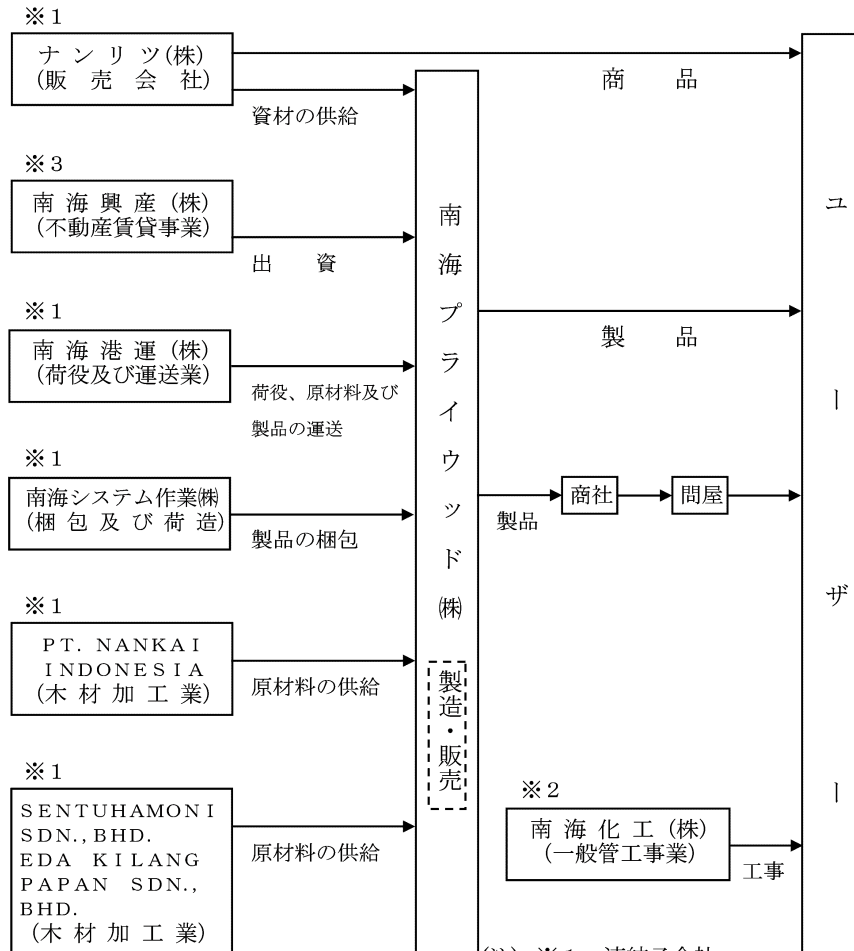 ※１
ナンリツ(株)
(販売会社)
資材の供給
商品
※３
南海興産(株)
(不動産賃貸事業)
出資
※１
南海港運(株)
(荷役及び運送業)
荷役、原材料及び
製品の運送
※１
南海システム作業㈱
(梱包及び荷造)
製品の梱包
※１
ＰＴ. ＮＡＮＫＡＩ
ＩＮＤＯＮＥＳＩＡ
(木材加工業)
原材料の供給
※１
ＳＥＮＴＵＨＡＭＯＮＩ
ＳＤＮ.,ＢＨＤ.
ＥＤＡ ＫＩＬＡＮＧ
ＰＡＰＡＮ ＳＤＮ.,
ＢＨＤ.
(木材加工業)
原材料の供給
南海プライウッド㈱
製造・販売
製品
製品
商社
問屋
※２
南海化工(株)
(一般管工事業)
工事
ユーザー